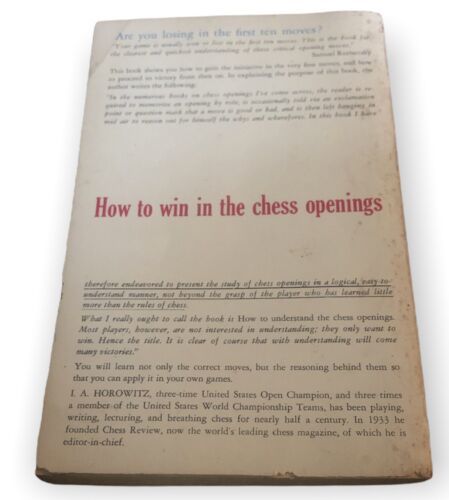 Are you losing in the first ten moves?
"Your game is usually won or lost in the first ten moves. This is the book for
the clearest and quickest understanding of these critical opening moves."
Samuel Reshevsky
This book shows you how to gain the initiative in the very first moves, and how
to proceed to victory from then on. In explaining the purpose of this book, the
author writes the following:
"In the numerous books on chess openings I've come across, the reader is re-
quired to memorize an opening by rote, is occasionally told via an exclamation
point or question mark that a move is good or bad, and is then left hanging in
mid air to reason out for himself the whys and wherefores. In this book I have
How to win in the chess openings
therefore endeavored to present the study of chess openings in a logical, easy-to-
understand manner, not beyond the grasp of the player who has learned little
more than the rules of chess.
What I really ought to call the book is How to understand the chess openings.
Most players, however, are not interested in understanding; they only want to
win. Hence the title. It is clear of course that with understanding will come
many victories."
You will learn not only the correct moves, but the reasoning behind them so
that you can apply it in your own games.
I. A. HOROWITZ, three-time United States Open Champion, and three times
a member of the United States World Championship Teams, has been playing,
writing, lecturing, and breathing chess for nearly half a century. In 1933 he
founded Chess Review, now the world's leading chess magazine, of which he is
editor-in-chief.